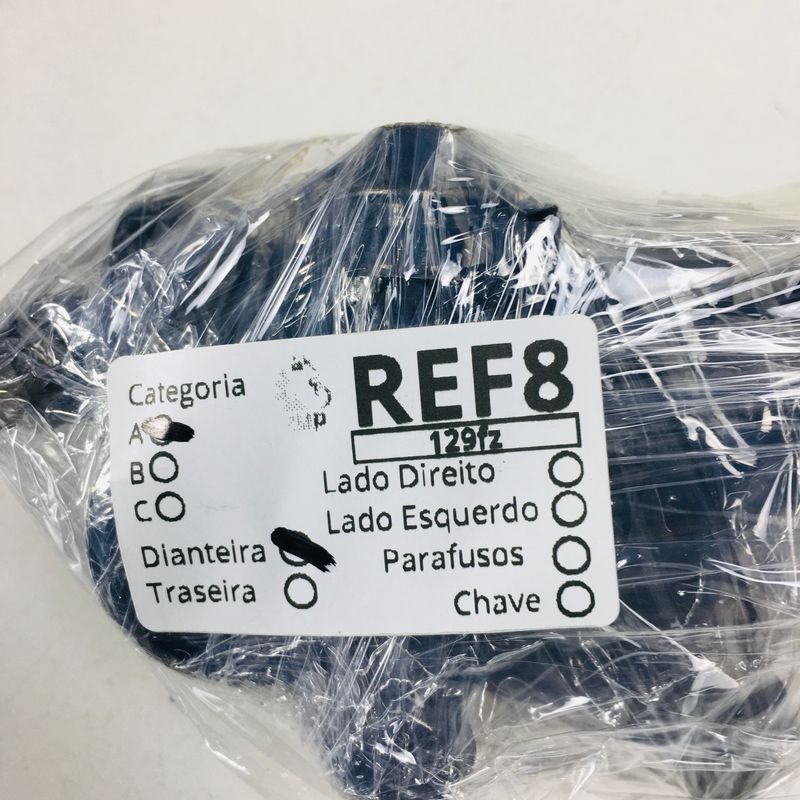 Categoria
A
B
C
Dianteira
Traseira
REF8
129fz
Lado Direito
Lado Esquerdo
Parafusos
Chave